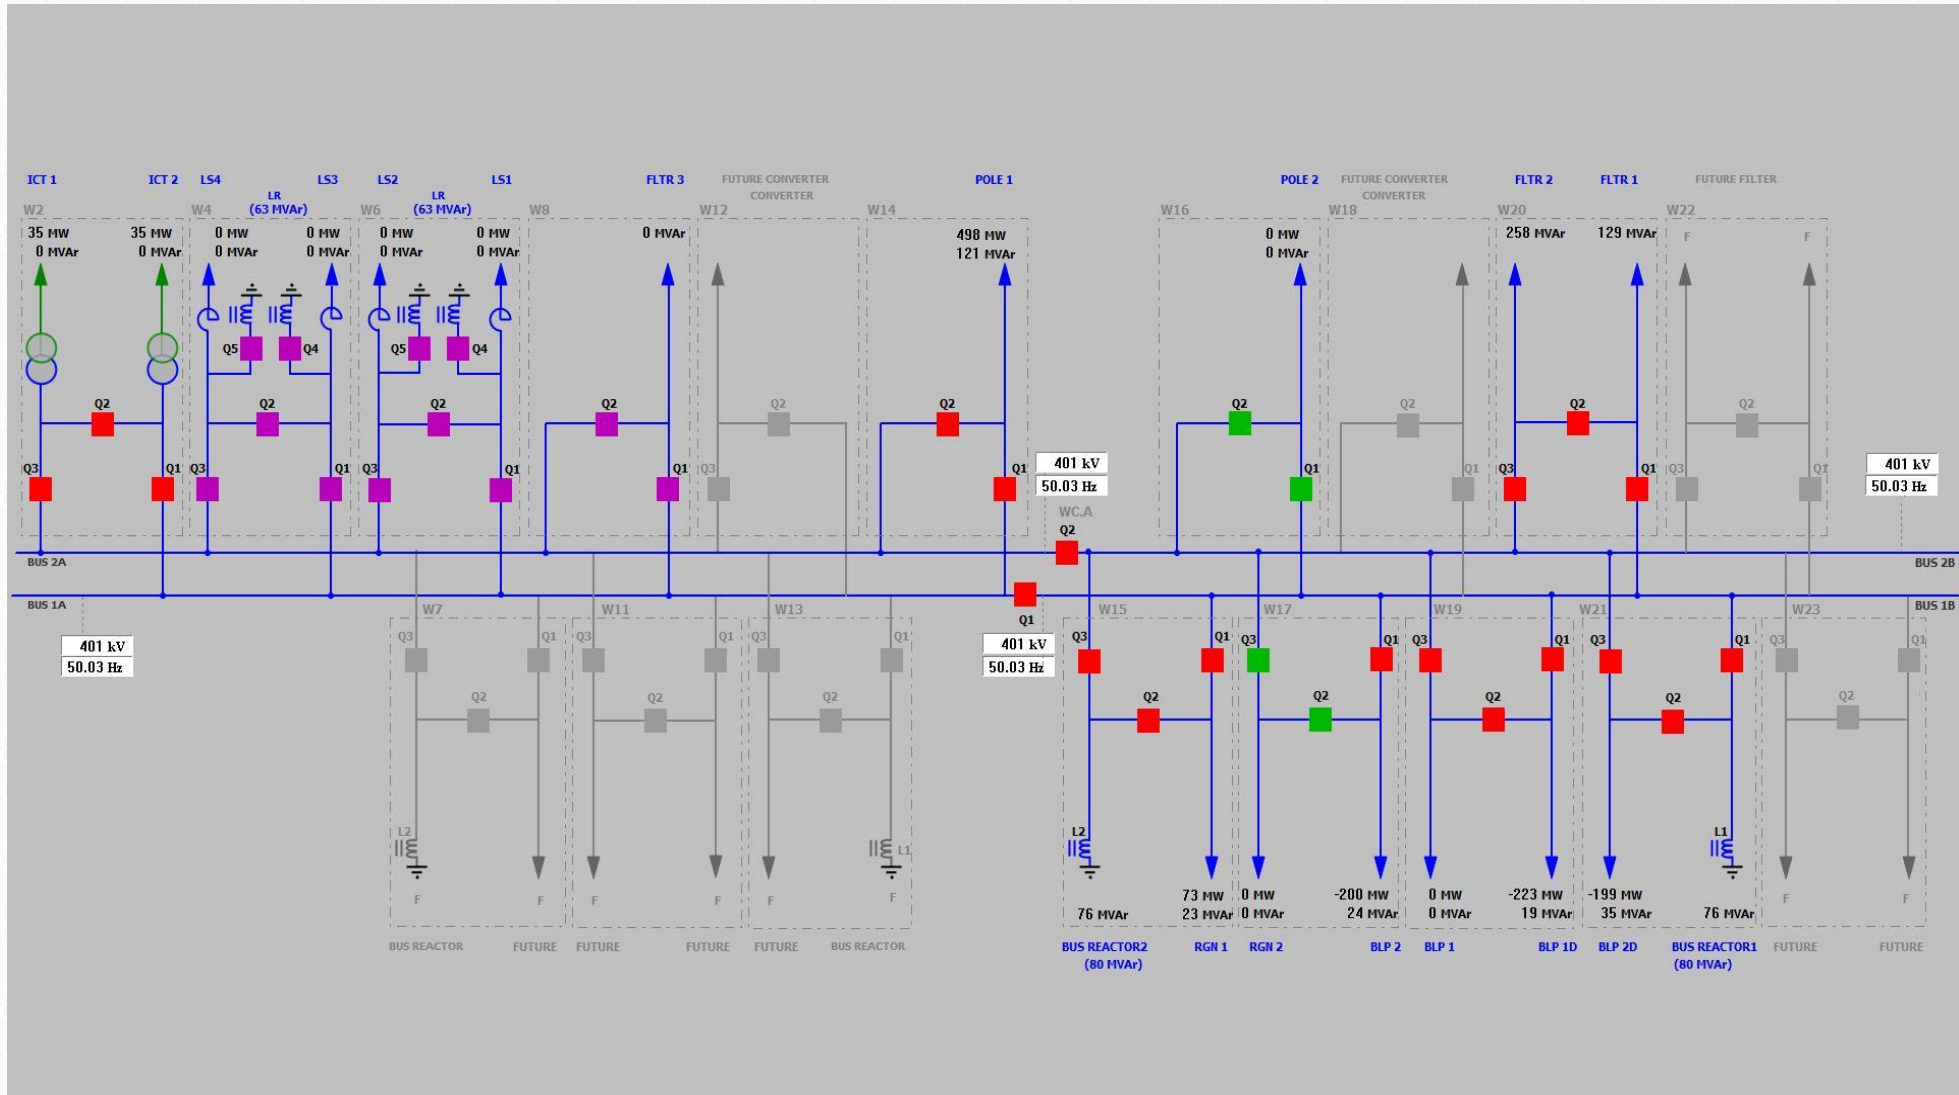 ICT 1 ICT 2 LS4 LS3 LS2 LS1 FLTR 3 FUTURE CONVERTER POLE 1 POLE 2 FUTURE CONVERTER FLTR 2 FLTR 1 FUTURE FILTER
LR LR CONVERTER CONVERTER
W2 W4 (63 MVAr) W6 (63 MVAr) W8 W12 W14 W16 W18 W20 W22
35 MW 35 MW 0 MW 0 MW 0 MW 0 MW 0 MVAr 498 MW 0 MW 258 MVAr 129 MVAr F F
0 MVAr 0 MVAr 0 MVAr 0 MVAr 0 MVAr 0 MVAr 121 MVAr 0 MVAr
Q5 Q4 Q5 Q4
Q2 Q2 Q2 Q2 Q2 Q2 Q2 Q2 Q2 Q2
Q3 Q1 Q3 Q1 Q3 Q1 Q1 Q3 Q1 Q1 Q1 Q3 Q1 Q3 Q1
401 kV 401 kV
50.03 Hz 50.03 Hz
WC.A
Q2
BUS 2A BUS 2B
BUS 1A BUS 1B
W7 W11 W13 Q1 W15 W17 W19 W21 W23
401 kV 401 kV
50.03 Hz 50.03 Hz
Q3 Q1 Q3 Q1 Q3 Q1 Q3 Q1 Q3 Q1 Q3 Q1 Q3 Q1 Q3 Q1
Q2 Q2 Q2 Q2 Q2 Q2 Q2 Q2
L2 L1 L2 L1
F F F F F F 73 MW 0 MW -200 MW 0 MW -223 MW -199 MW F F
76 MVAr 23 MVAr 0 MVAr 24 MVAr 0 MVAr 19 MVAr 35 MVAr 76 MVAr
BUS REACTOR FUTURE FUTURE FUTURE FUTURE BUS REACTOR BUS REACTOR2 RGN 1 RGN 2 BLP 2 BLP 1 BLP 1D BLP 2D BUS REACTOR1 FUTURE FUTURE
(80 MVAr) (80 MVAr)